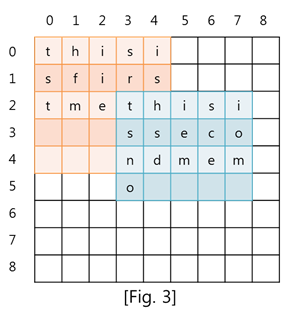 0 1 2 3 4 5 6 7 8
0 t h i s i
1 s f i r s
2 t m e t h i s i
3 s s e c o
4 n d m e m
5 o
6
7
8
[Fig. 3]